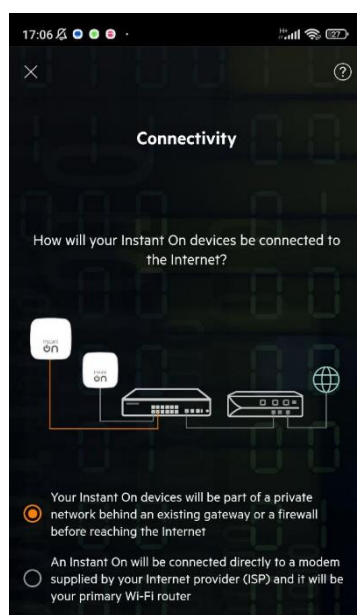 17:06
27
Connectivity
How will your Instant On devices be connected to
the Internet?
instant
on
on
Your Instant On devices will be part of a private
network behind an existing gateway or a firewall
before reaching the Internet
An Instant On will be connected directly to a modem
supplied by your Internet provider (ISP) and it will be
your primary Wi-Fi router